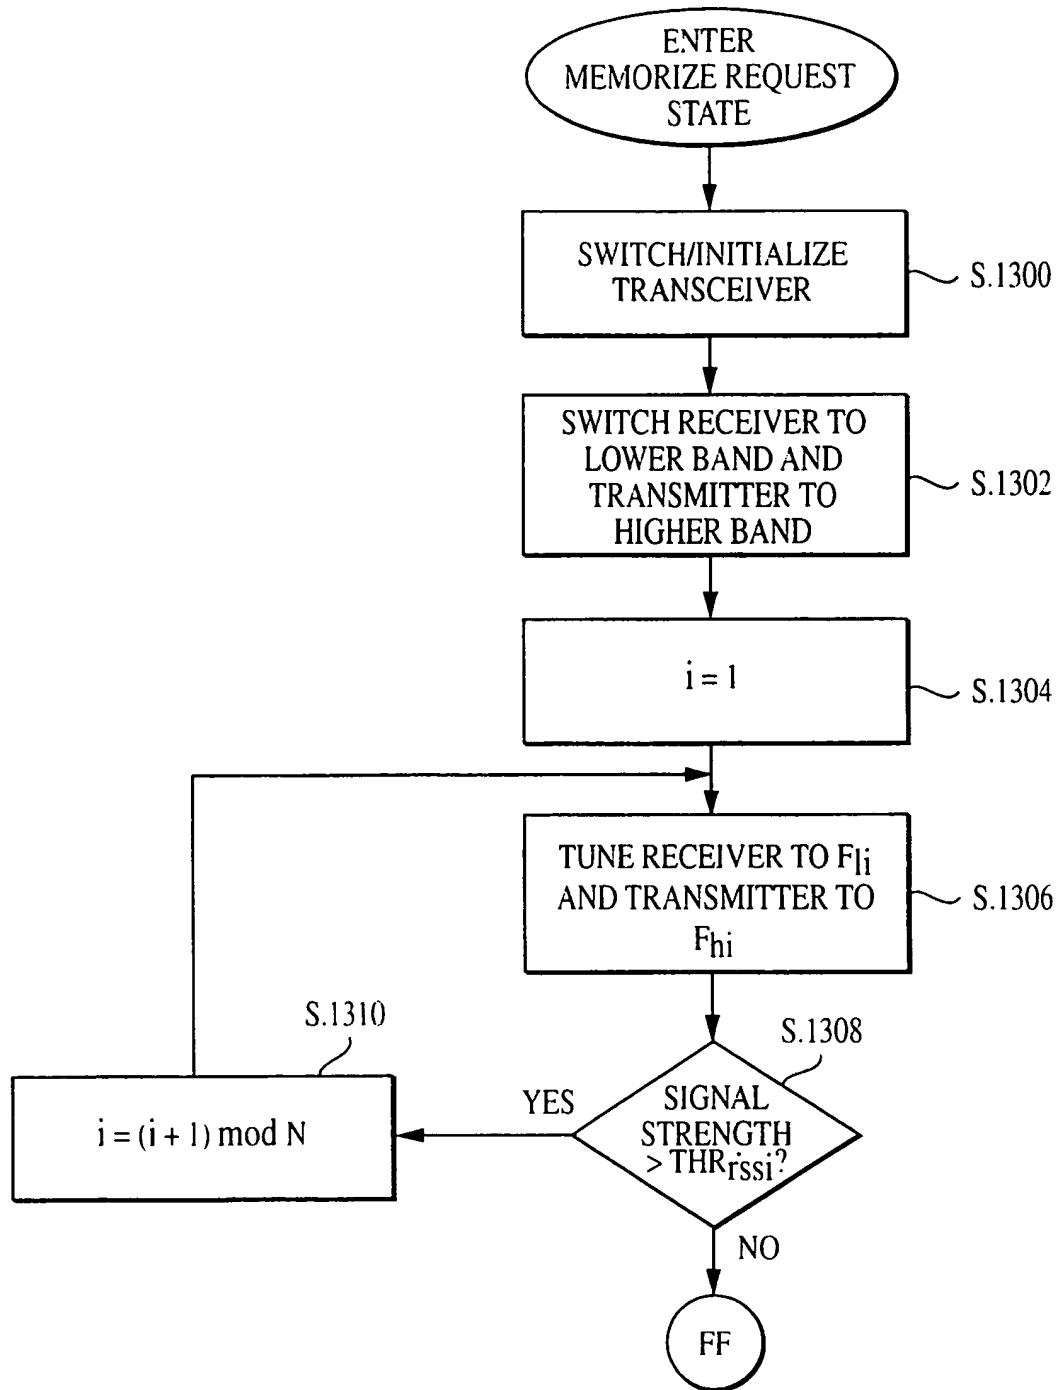 ENTER
MEMORIZE REQUEST
STATE
SWITCH/INITIALIZE
TRANSCEIVER
S.1300
SWITCH RECEIVER TO
LOWER BAND AND
TRANSMITTER TO
HIGHER BAND
S.1302
i = 1
S.1304
TUNE RECEIVER TO Fli
AND TRANSMITTER TO
Fhi
S.1306
S.1310
i = (i + 1) mod N
S.1308
YES
SIGNAL
STRENGTH
> THRrssi?
NO
FF